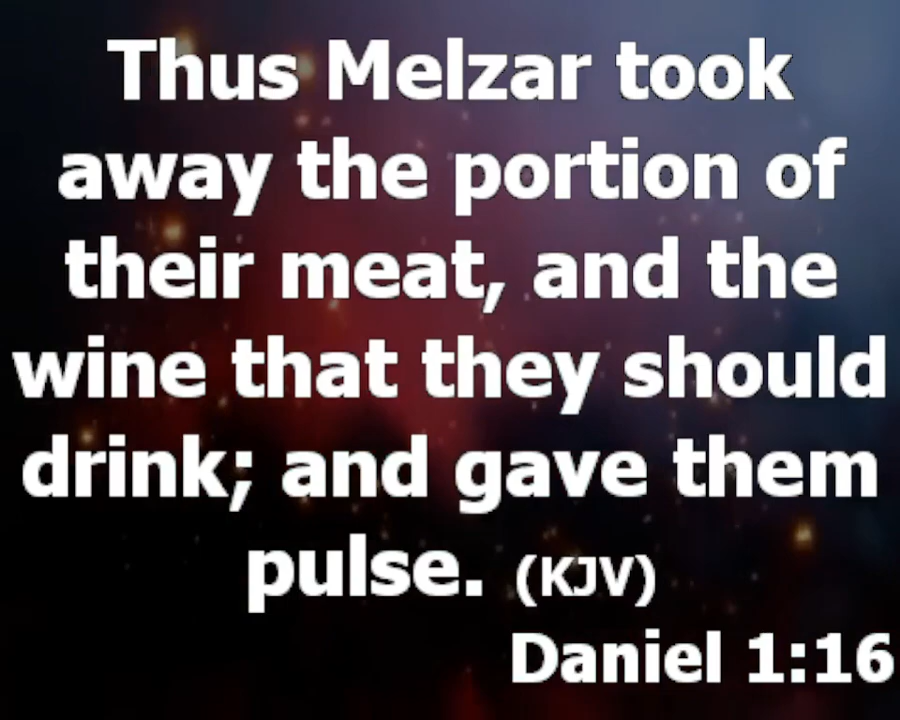 Thus Melzar took
away the portion of
their meat, and the
wine that they should
drink; and gave them
pulse. (KJV)
Daniel 1:16